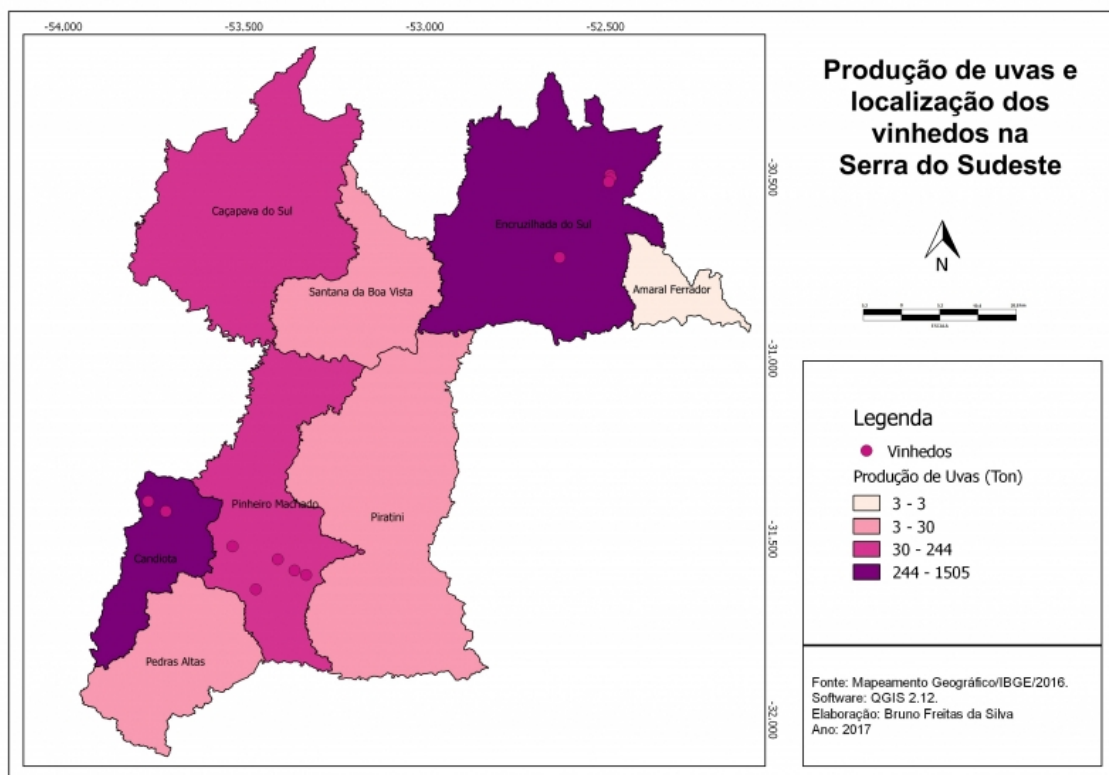 -54.000
-53.500
-53.000
-52.500
Produção de uvas e
localização dos
vinhedos na
Serra do Sudeste
-30.500
Caçapava do Sul
Encruzilhada do Sul
N
Santana da Boa Vista
Amaral Ferrador
-31.000
Legenda
Vinhedos
Produção de Uvas (Ton)
3 - 3
3 - 30
30 - 244
244 - 1505
Pinheiro Machado
Piratini
-31.500
Candiota
Pedras Altas
Fonte: Mapeamento Geográfico/IBGE/2016.
Software: QGIS 2.12.
Elaboração: Bruno Freitas da Silva
Ano: 2017
-32.000